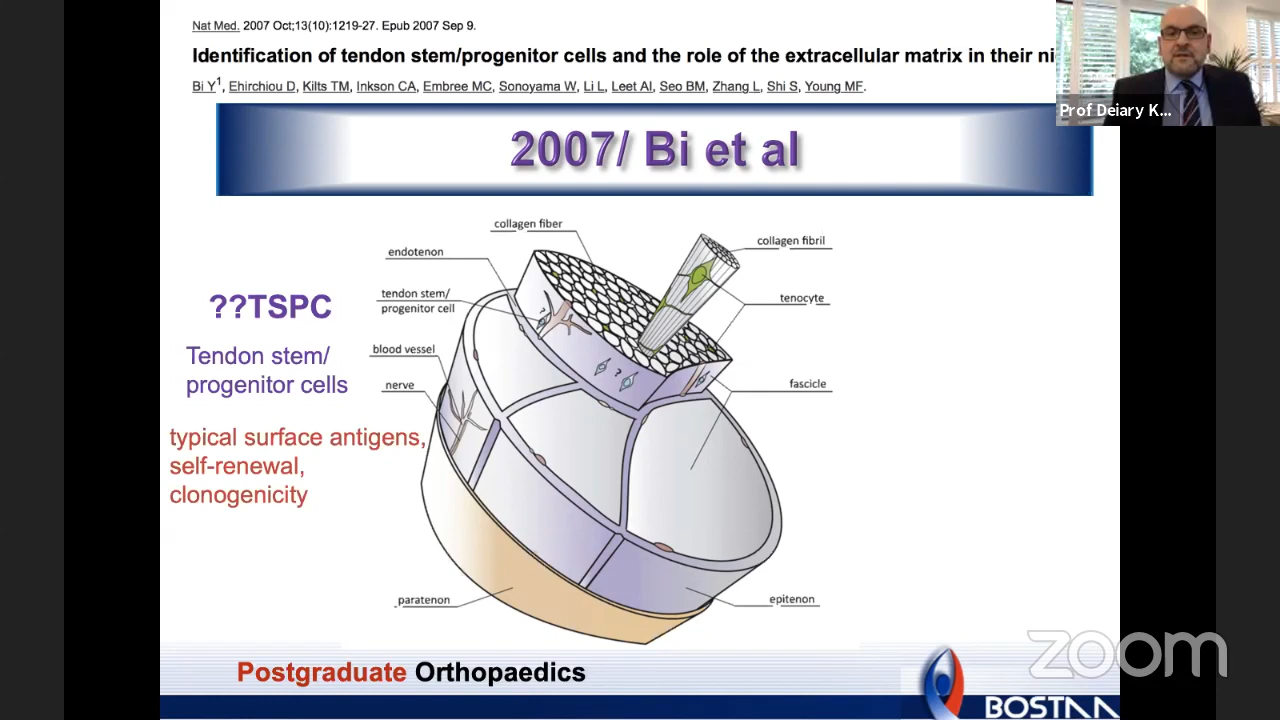 Nat Med. 2007 Oct;13(10):1219-27. Epub 2007 Sep 9.
Identification of tendon stem/progenitor cells and the role of the extracellular matrix in their ni
Bi Y1, Ehirchiou D, Kilts TM, Inkson CA, Embree MC, Sonoyama W, Li L, Leet AI, Seo BM, Zhang L, Shi S, Young MF.
Prof Deiary K...
2007/ Bi et al
collagen fiber
collagen fibril
endotenon
tendon stem/
progenitor cell
tenocyte
??TSPC
Tendon stem/
progenitor cells
blood vessel
nerve
fascicle
?
?
typical surface antigens,
self-renewal,
clonogenicity
paratenon
epitenon
zoom
Postgraduate Orthopaedics
BOSTAA